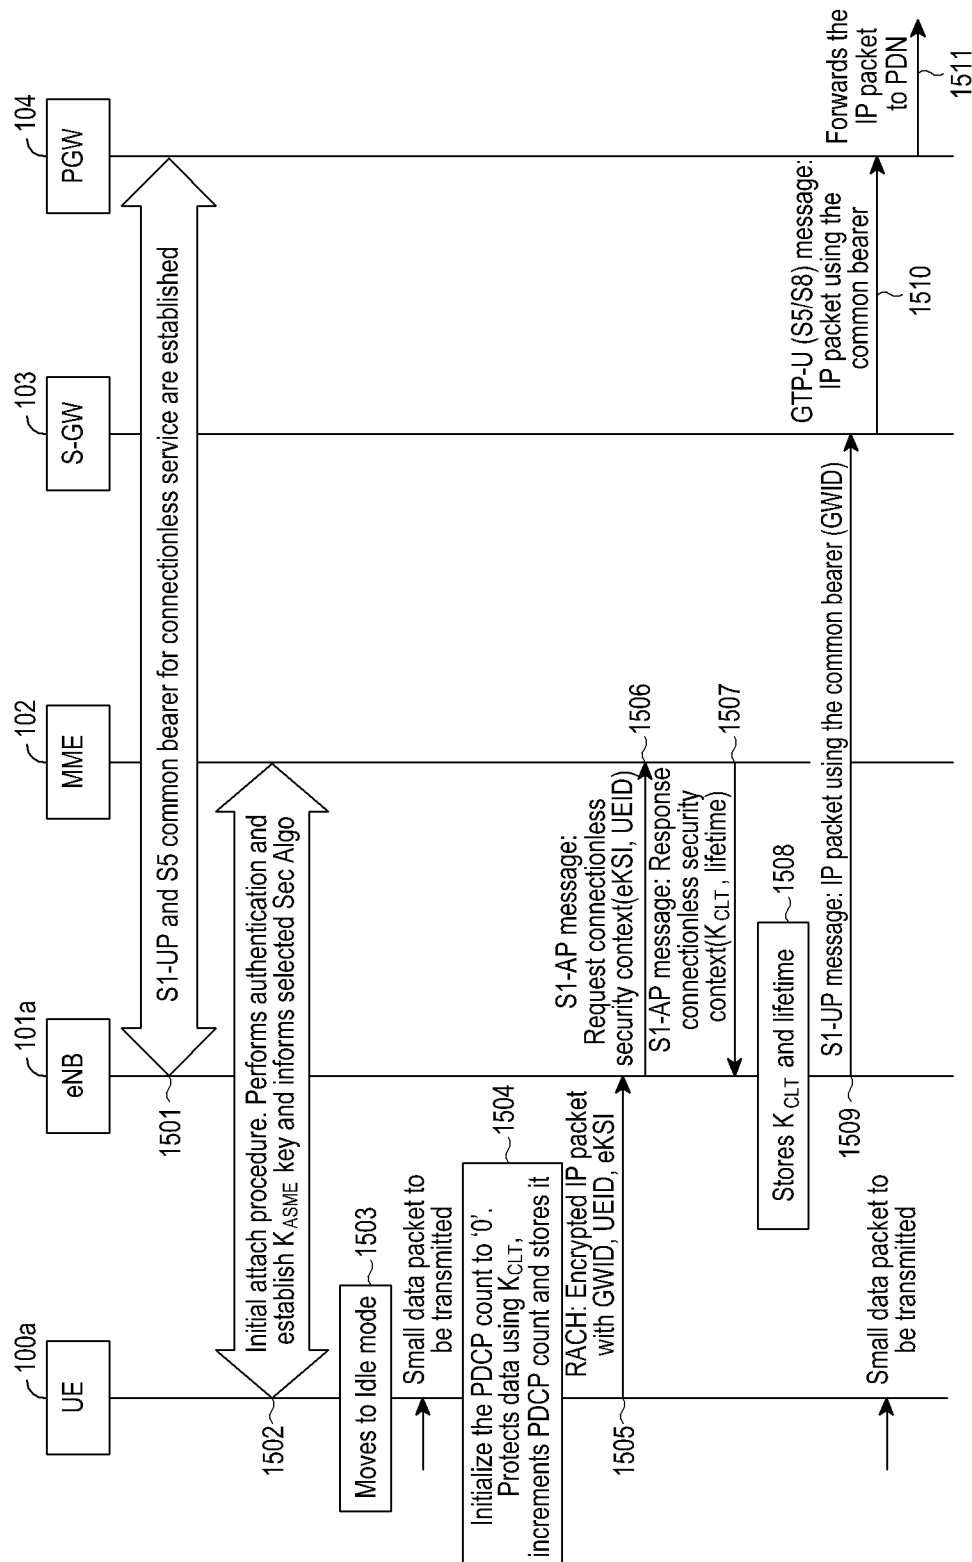 100a
UE
101a
eNB
102
MME
103
S-GW
104
PGW
S1-UP and S5 common bearer for connectionless service are established
1501
Initial attach procedure. Performs authentication and
establish KASME key and informs selected Sec Algo
1502
Moves to Idle mode
1503
Small data packet to
be transmitted
Initialize the PDCP count to '0'.
Protects data using KCLT,
increments PDCP count and stores it
1504
RACH: Encrypted IP packet
with GWID, UEID, eKSI
1505
S1-AP message:
Request connectionless
security context(eKSI, UEID)
1506
S1-AP message: Response
connectionless security
context(KCLT, lifetime)
1507
Stores KCLT and lifetime
1508
S1-UP message: IP packet using the common bearer (GWID)
1509
GTP-U (S5/S8) message:
IP packet using the
common bearer
1510
Forwards the
IP packet
to PDN
1511
Small data packet to
be transmitted